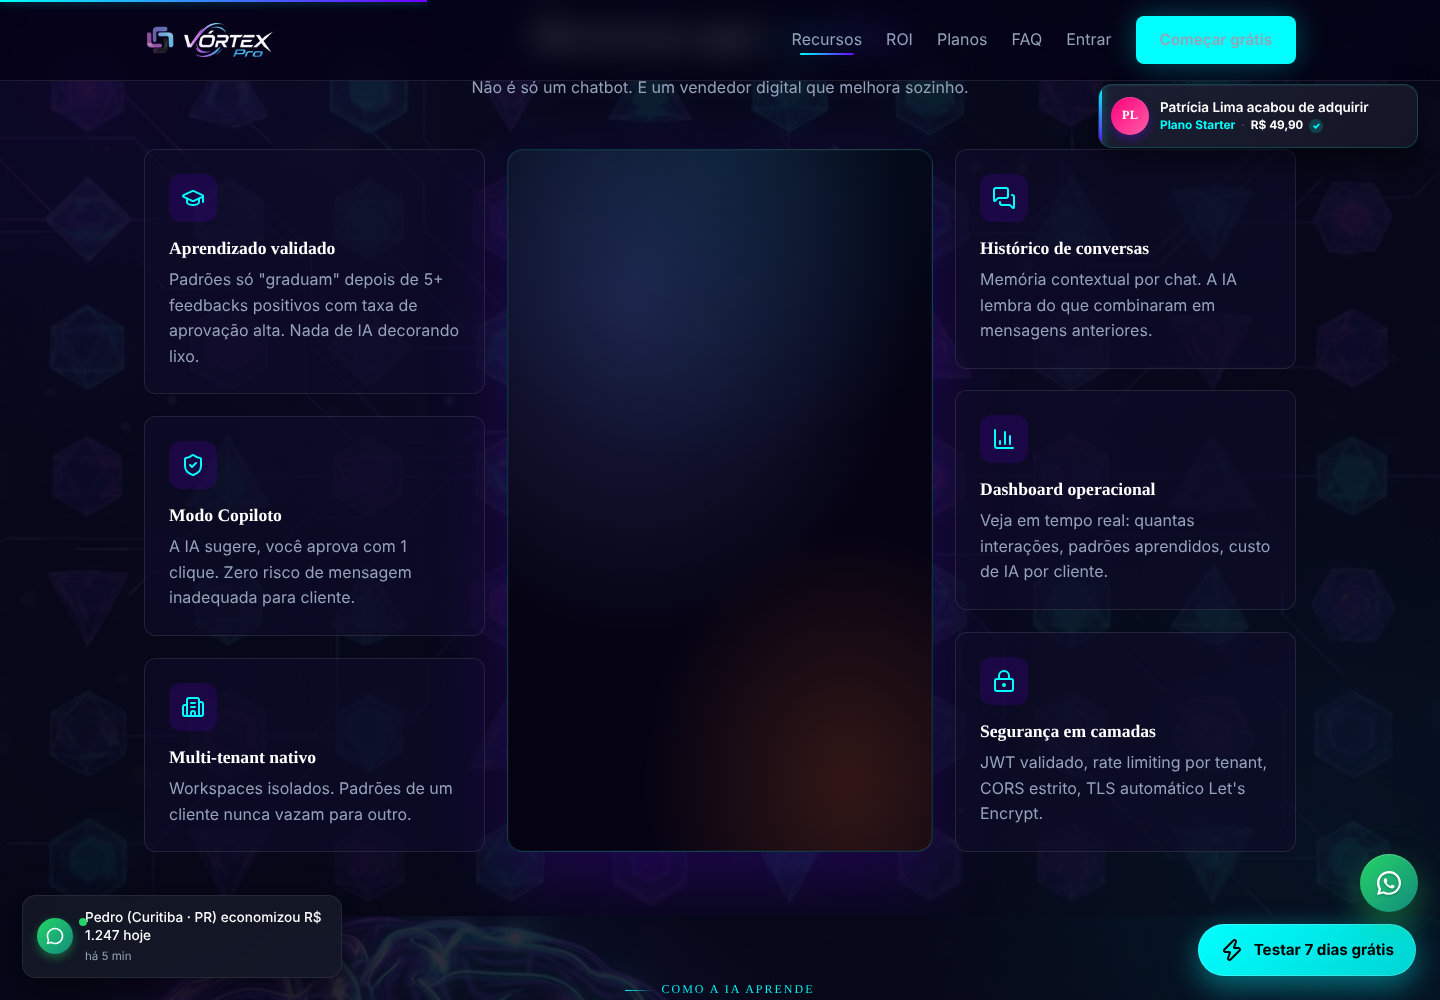 VÓRTEX
Pro
Recursos
ROI
Planos
FAQ
Entrar
Começar grátis
Não é só um chatbot. É um vendedor digital que melhora sozinho.
PL
Patrícia Lima acabou de adquirir
Plano Starter · R$ 49,90
Aprendizado validado
Padrões só "graduam" depois de 5+
feedbacks positivos com taxa de
aprovação alta. Nada de IA decorando
lixo.
Modo Copiloto
A IA sugere, você aprova com 1
clique. Zero risco de mensagem
inadequada para cliente.
Multi-tenant nativo
Workspaces isolados. Padrões de um
cliente nunca vazam para outro.
Histórico de conversas
Memória contextual por chat. A IA
lembra do que combinaram em
mensagens anteriores.
Dashboard operacional
Veja em tempo real: quantas
interações, padrões aprendidos, custo
de IA por cliente.
Segurança em camadas
JWT validado, rate limiting por tenant,
CORS estrito, TLS automático Let's
Encrypt.
Pedro (Curitiba · PR) economizou R$
1.247 hoje
há 5 min
Testar 7 dias grátis
COMO A IA APRENDE